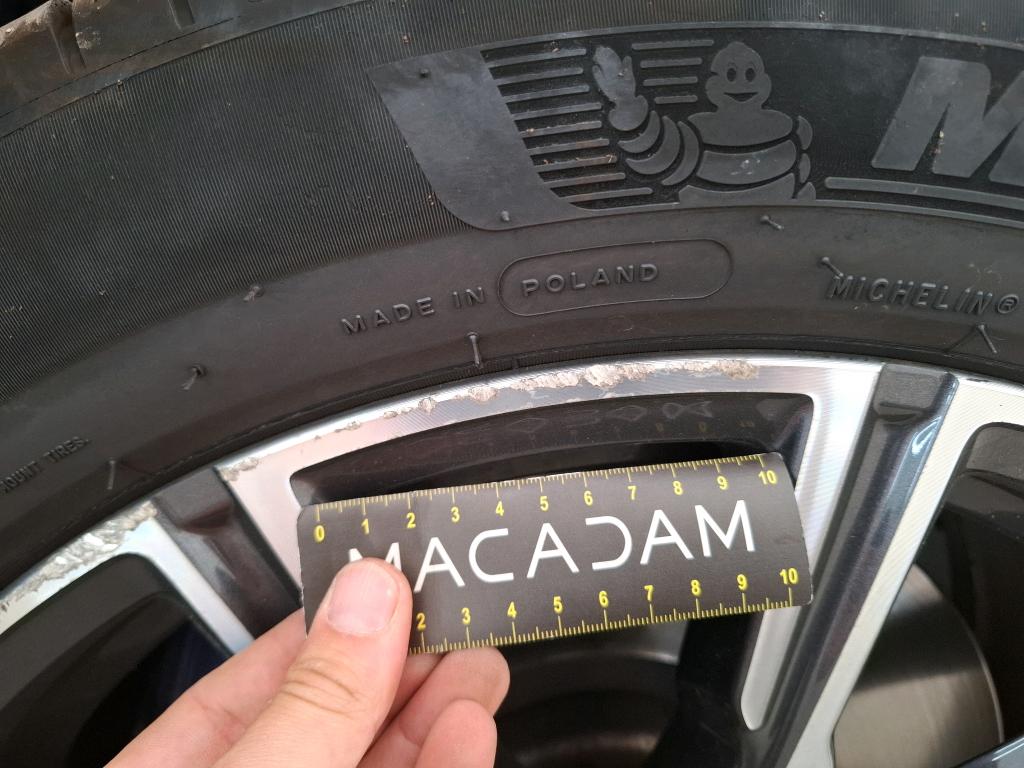 M
MADE IN POLAND
MICHELIN®
MOUNT TIRES
0 1 2 3 4 5 6 7 8 9 10
MACADAM
2 3 4 5 6 7 8 9 10